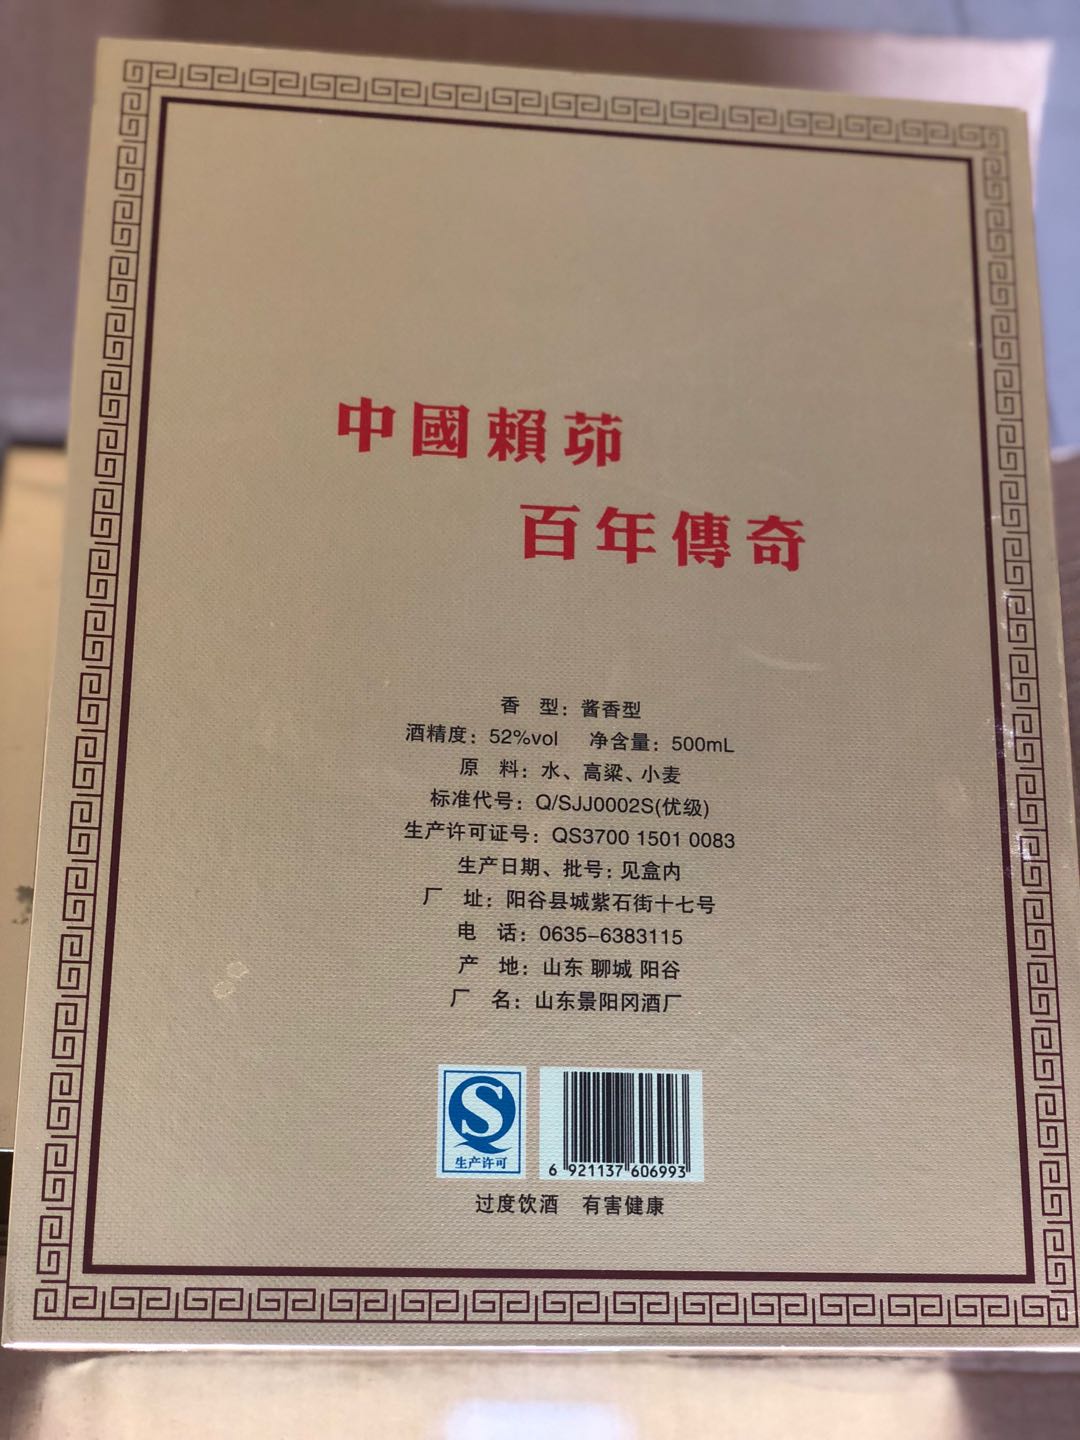 中國賴茆
百年傳奇
香 型：酱香型
酒精度：52%vol 净含量：500mL
原 料：水、高粱、小麦
标准代号：Q/SJJ0002S(优级)
生产许可证号：QS3700 1501 0083
生产日期、批号：见盒内
厂 址：阳谷县城紫石街十七号
电 话：0635-6383115
产 地：山东 聊城 阳谷
厂 名：山东景阳冈酒厂
生产许可
6 921137 606993
过度饮酒 有害健康